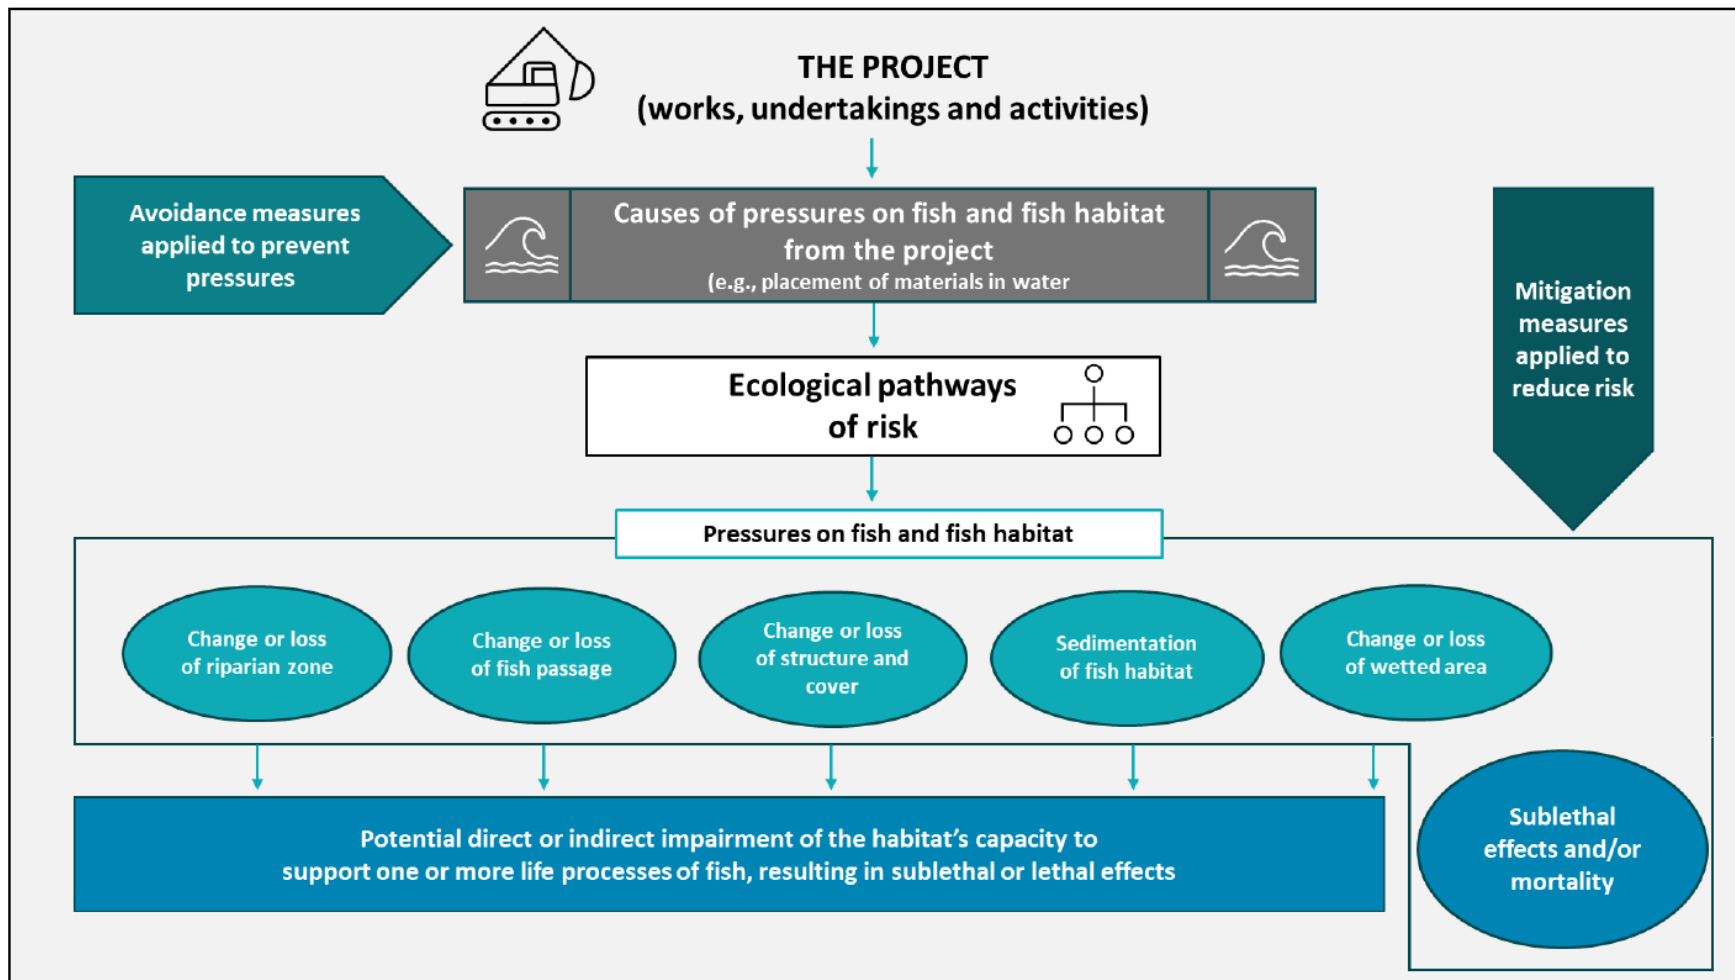 THE PROJECT
(works, undertakings and activities)
Avoidance measures
applied to prevent
pressures
Causes of pressures on fish and fish habitat
from the project
(e.g., placement of materials in water
Mitigation
measures
applied to
reduce risk
Ecological pathways
of risk
Pressures on fish and fish habitat
Change or loss
of riparian zone
Change or loss
of fish passage
Change or loss
of structure and
cover
Sedimentation
of fish habitat
Change or loss
of wetted area
Potential direct or indirect impairment of the habitat’s capacity to
support one or more life processes of fish, resulting in sublethal or lethal effects
Sublethal
effects and/or
mortality